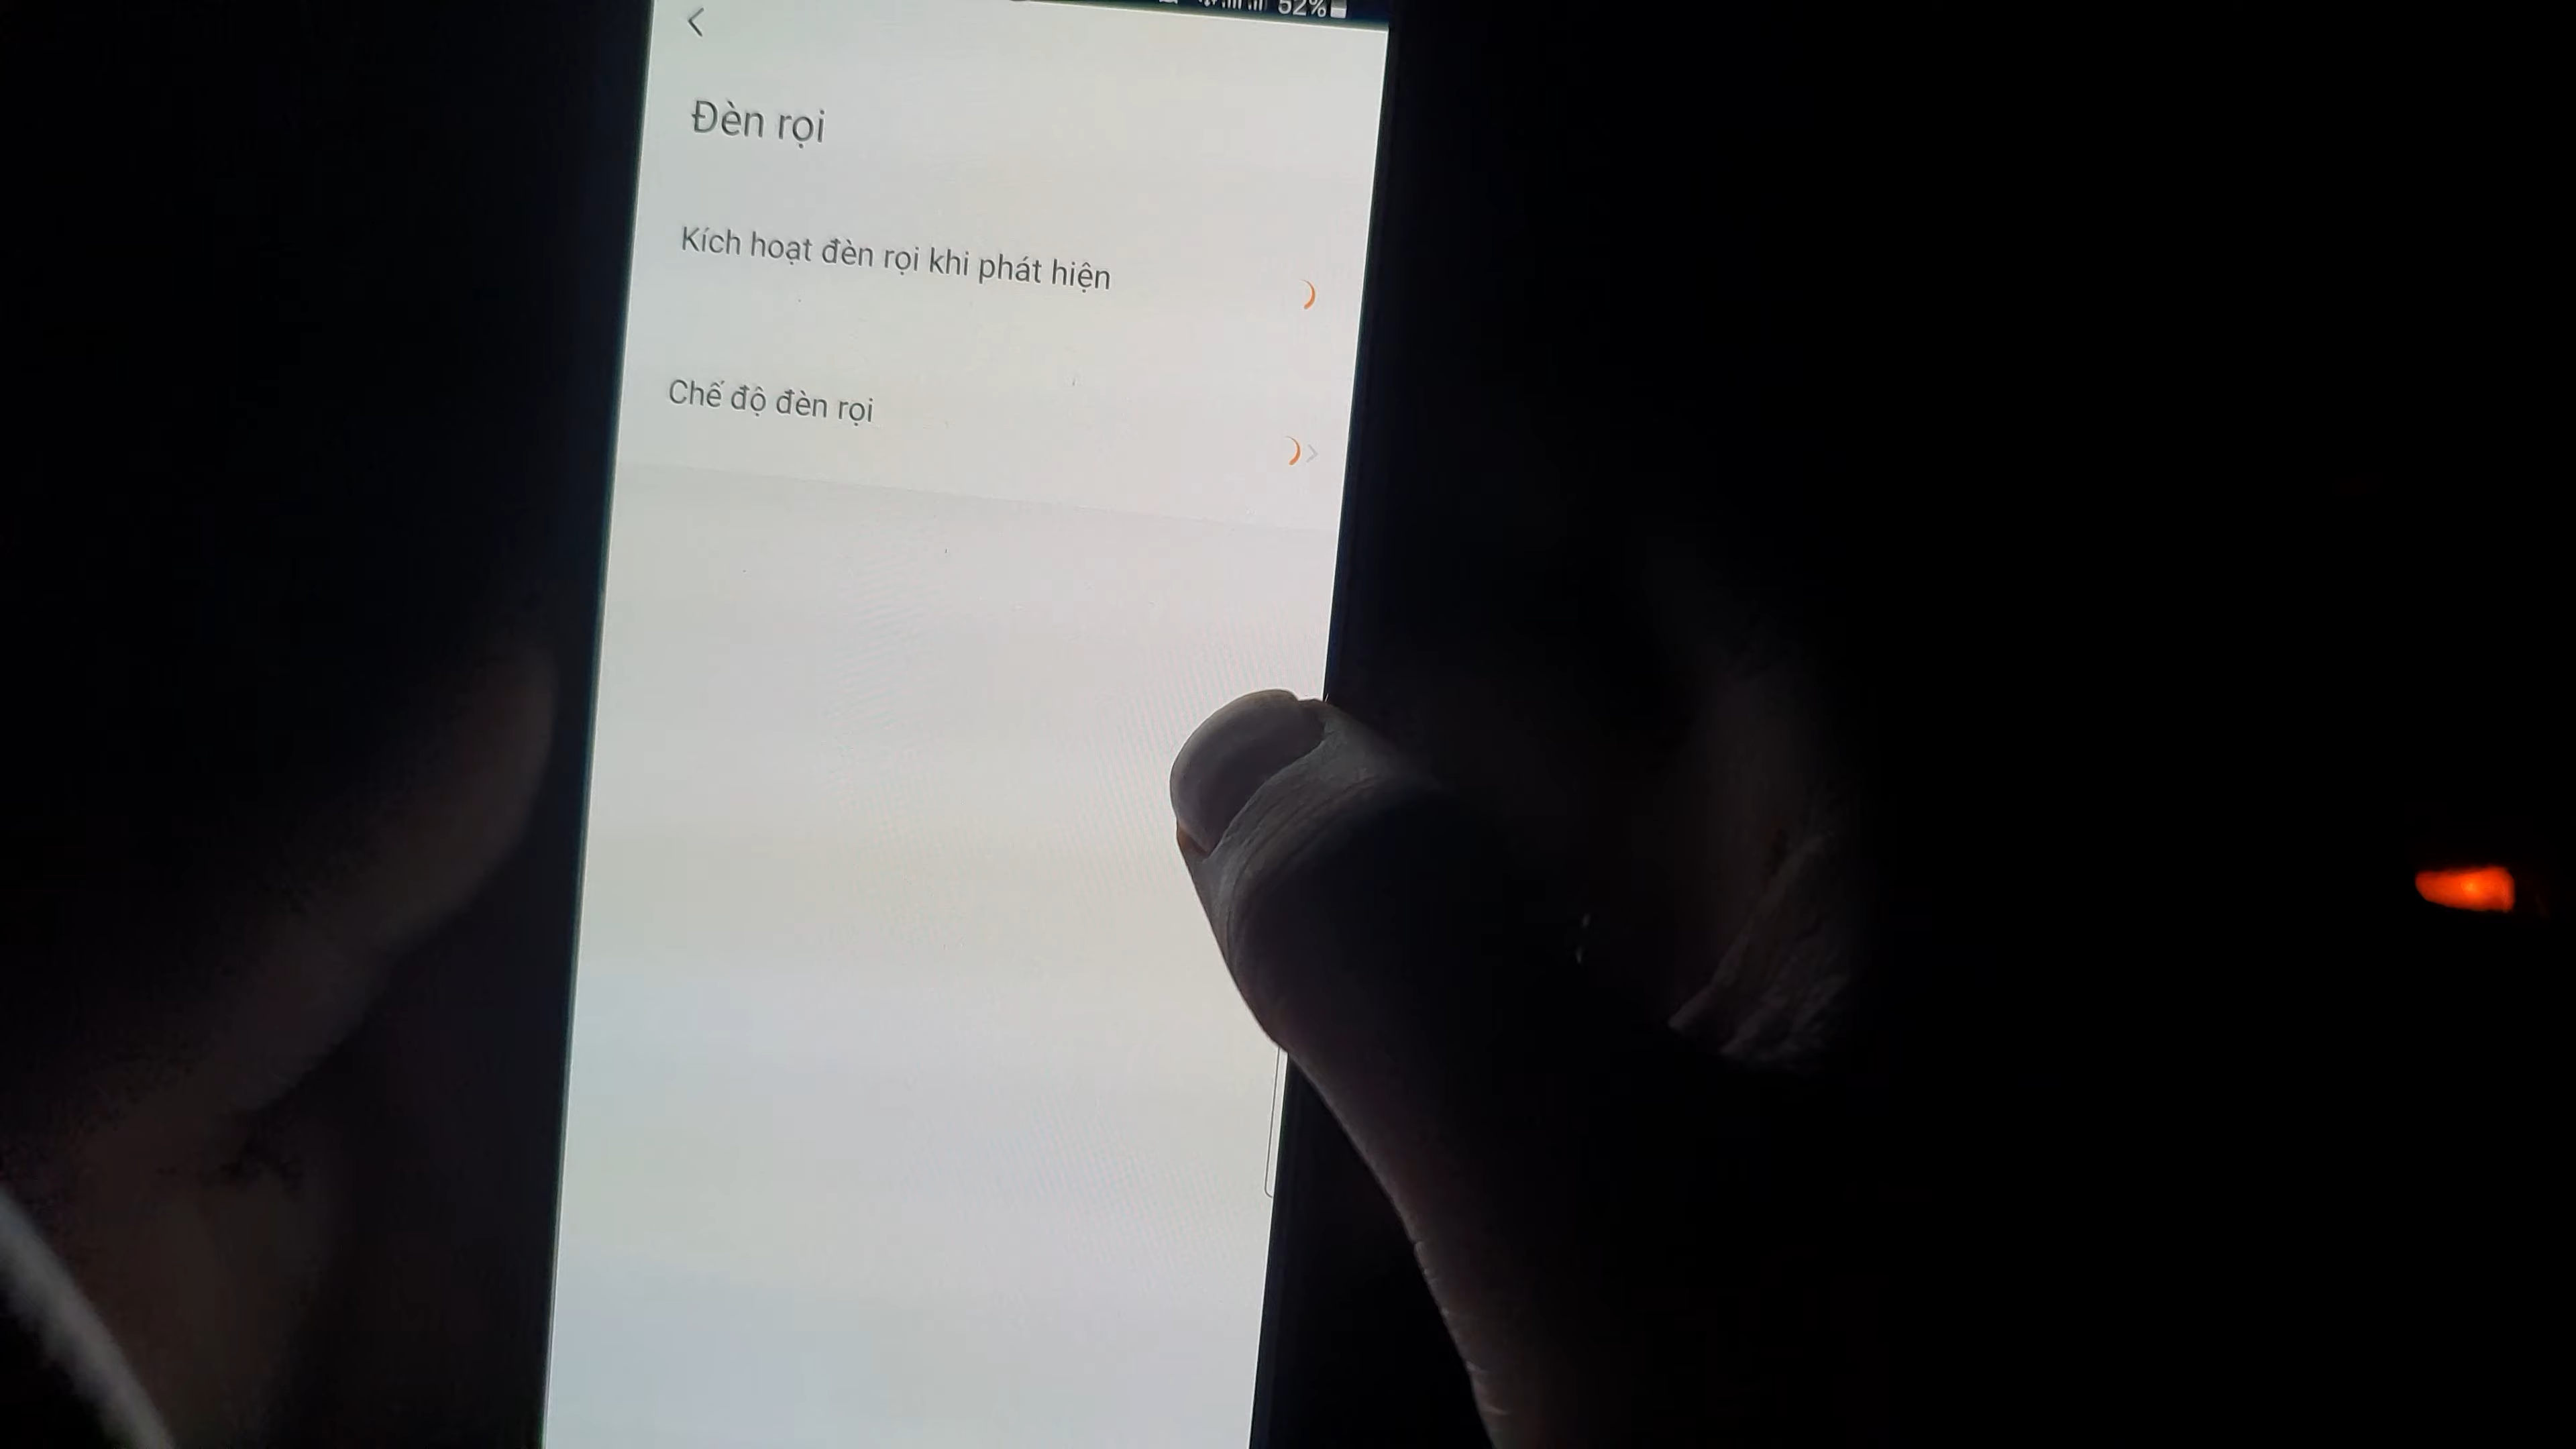 52%
Đèn rọi
Kích hoạt đèn rọi khi phát hiện
Chế độ đèn rọi